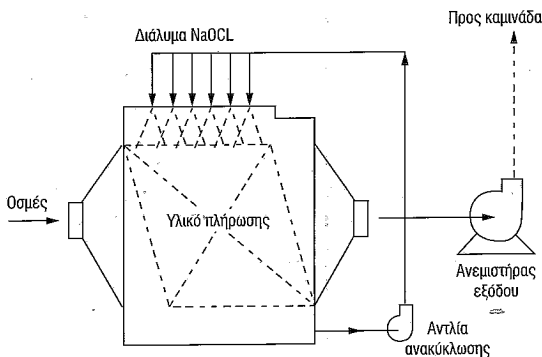 Προς καμινάδα
Διάλυμα NaOCL
Οσμές
Υλικό πλήρωσης
Ανεμιστήρας
εξόδου
Αντλία
ανακύκλωσης